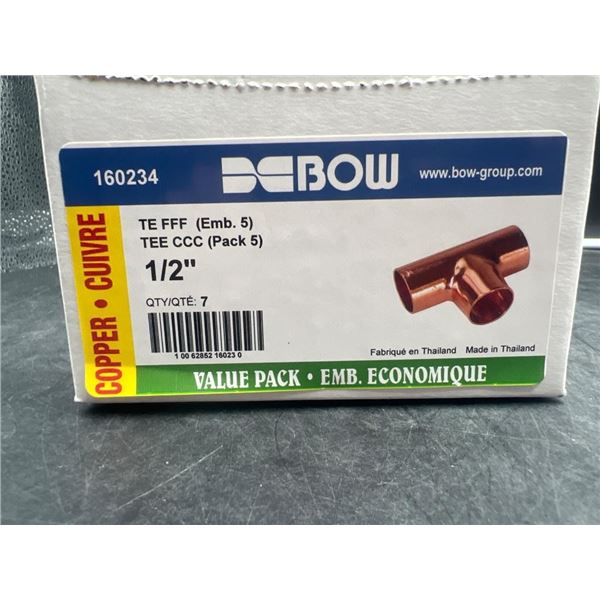 160234
BOW
www.bow-group.com
COPPER • CUIVRE
TE FFF (Emb. 5)
TEE CCC (Pack 5)
1/2"
QTY/QTÉ: 7
1 00 62852 16023 0
Fabriqué en Thailand Made in Thailand
VALUE PACK • EMB. ECONOMIQUE